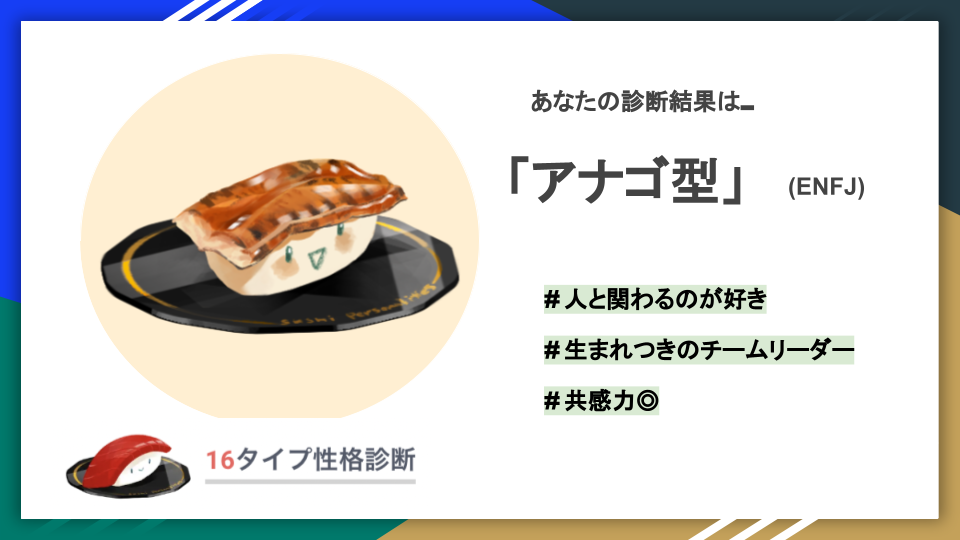 あなたの診断結果は…
「アナゴ型」 (ENFJ)
# 人と関わるのが好き
# 生まれつきのチームリーダー
# 共感力◎
Sushi Personalities
16タイプ性格診断